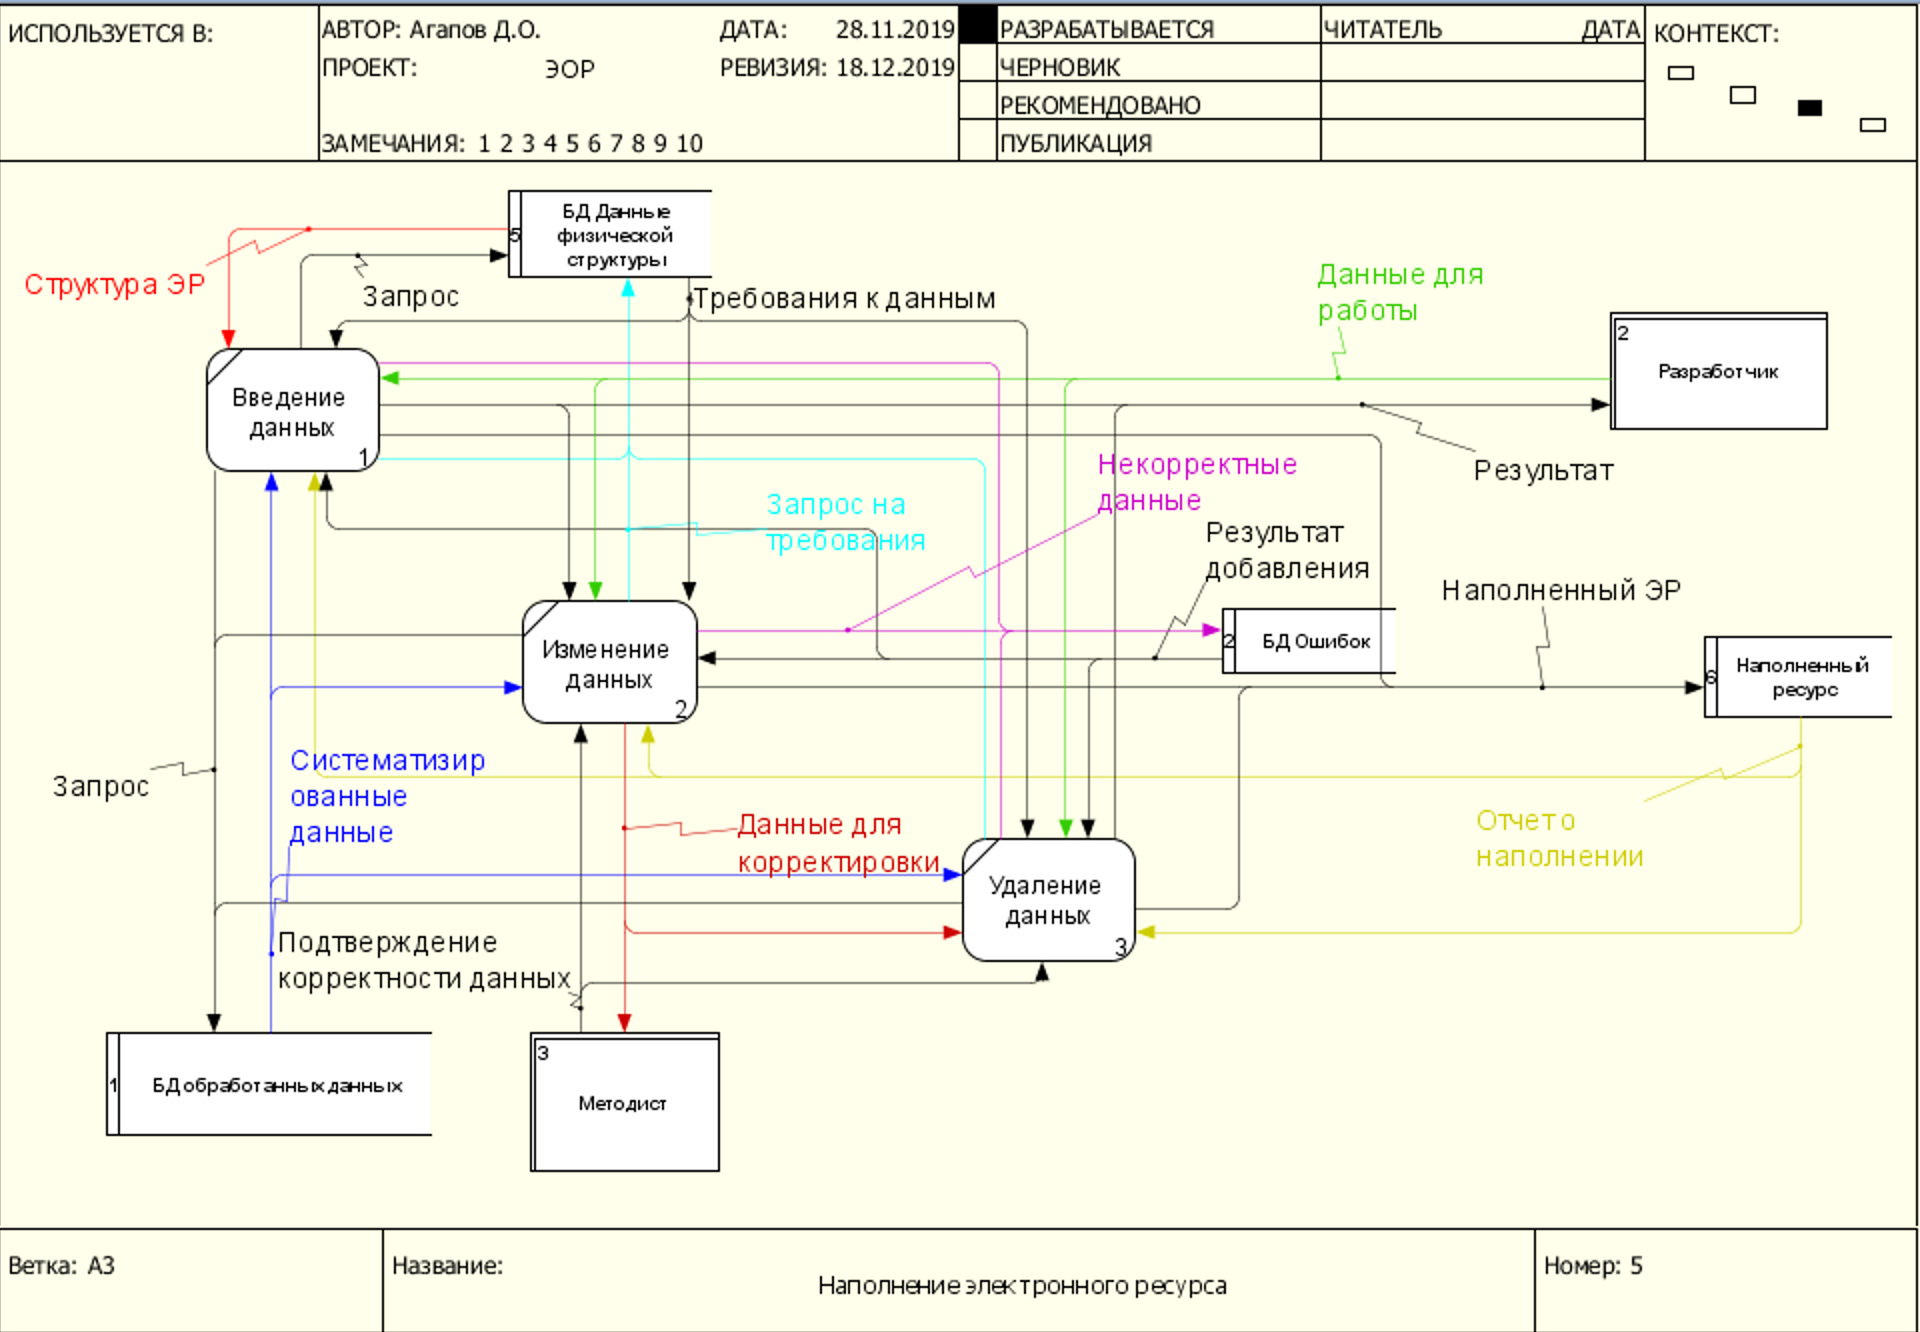 ИСПОЛЬЗУЕТСЯ В:
АВТОР: Агапов Д.О.
ДАТА: 28.11.2019
ПРОЕКТ: ЭОР
РЕВИЗИЯ: 18.12.2019
ЗАМЕЧАНИЯ: 1 2 3 4 5 6 7 8 9 10
РАЗРАБАТЫВАЕТСЯ
ЧЕРНОВИК
РЕКОМЕНДОВАНО
ПУБЛИКАЦИЯ
ЧИТАТЕЛЬ
ДАТА
КОНТЕКСТ:
5
БД Данные
физической
структуры
Структура ЭР
Запрос
Требования к данным
Данные для
работы
2
Разработчик
Введение
данных
1
Результат
Некорректные
данные
Запрос на
требования
Результат
добавления
Наполненный ЭР
Изменение
данных
2
2
БД Ошибок
6
Наполненный
ресурс
Запрос
Систематизир
ованные
данные
Данные для
корректировки
Отчет о
наполнении
Удаление
данных
3
Подтверждение
корректности данных
1
БД обработанных данных
3
Методист
Ветка: А3
Название:
Наполнение электронного ресурса
Номер: 5